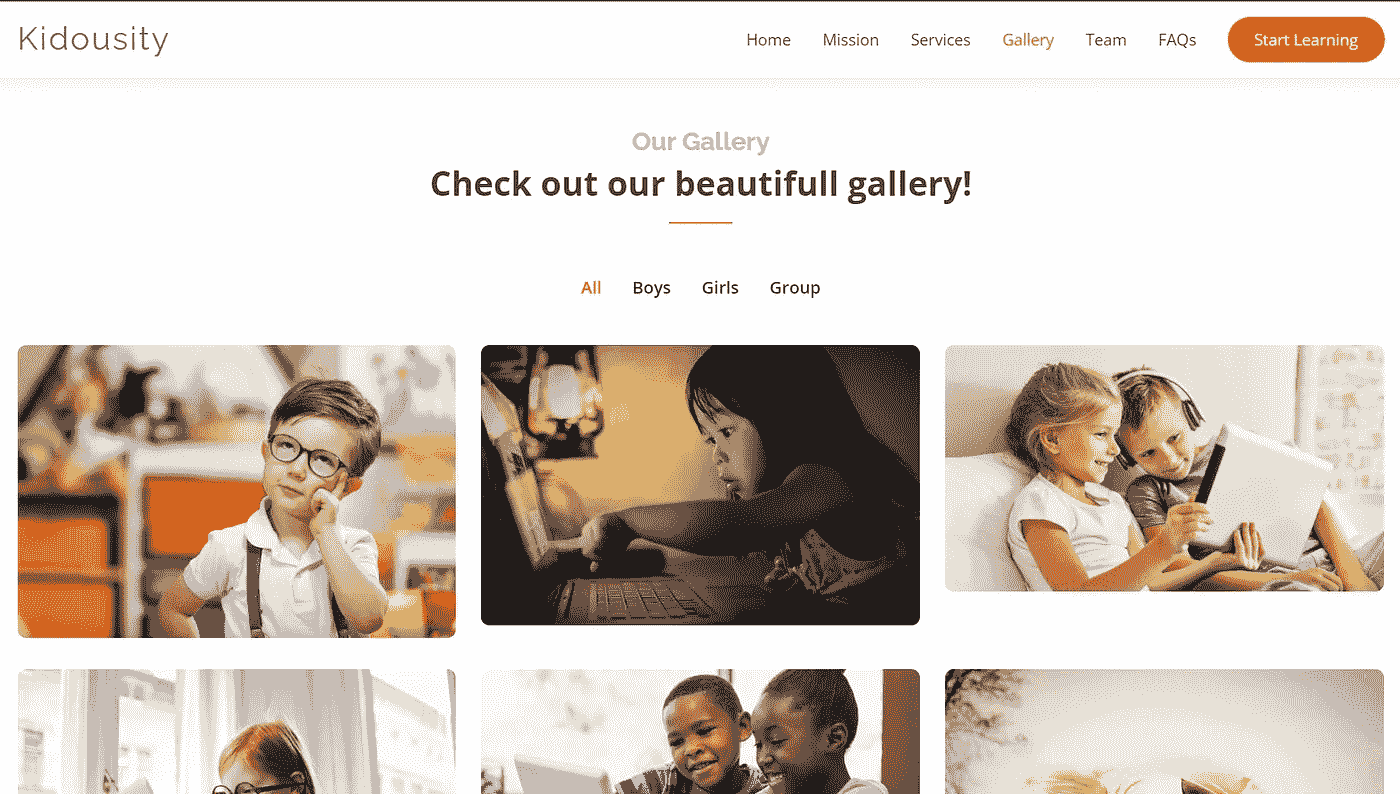 Kidousity
Home Mission Services Gallery Team FAQs Start Learning
Our Gallery
Check out our beautifull gallery!
All Boys Girls Group